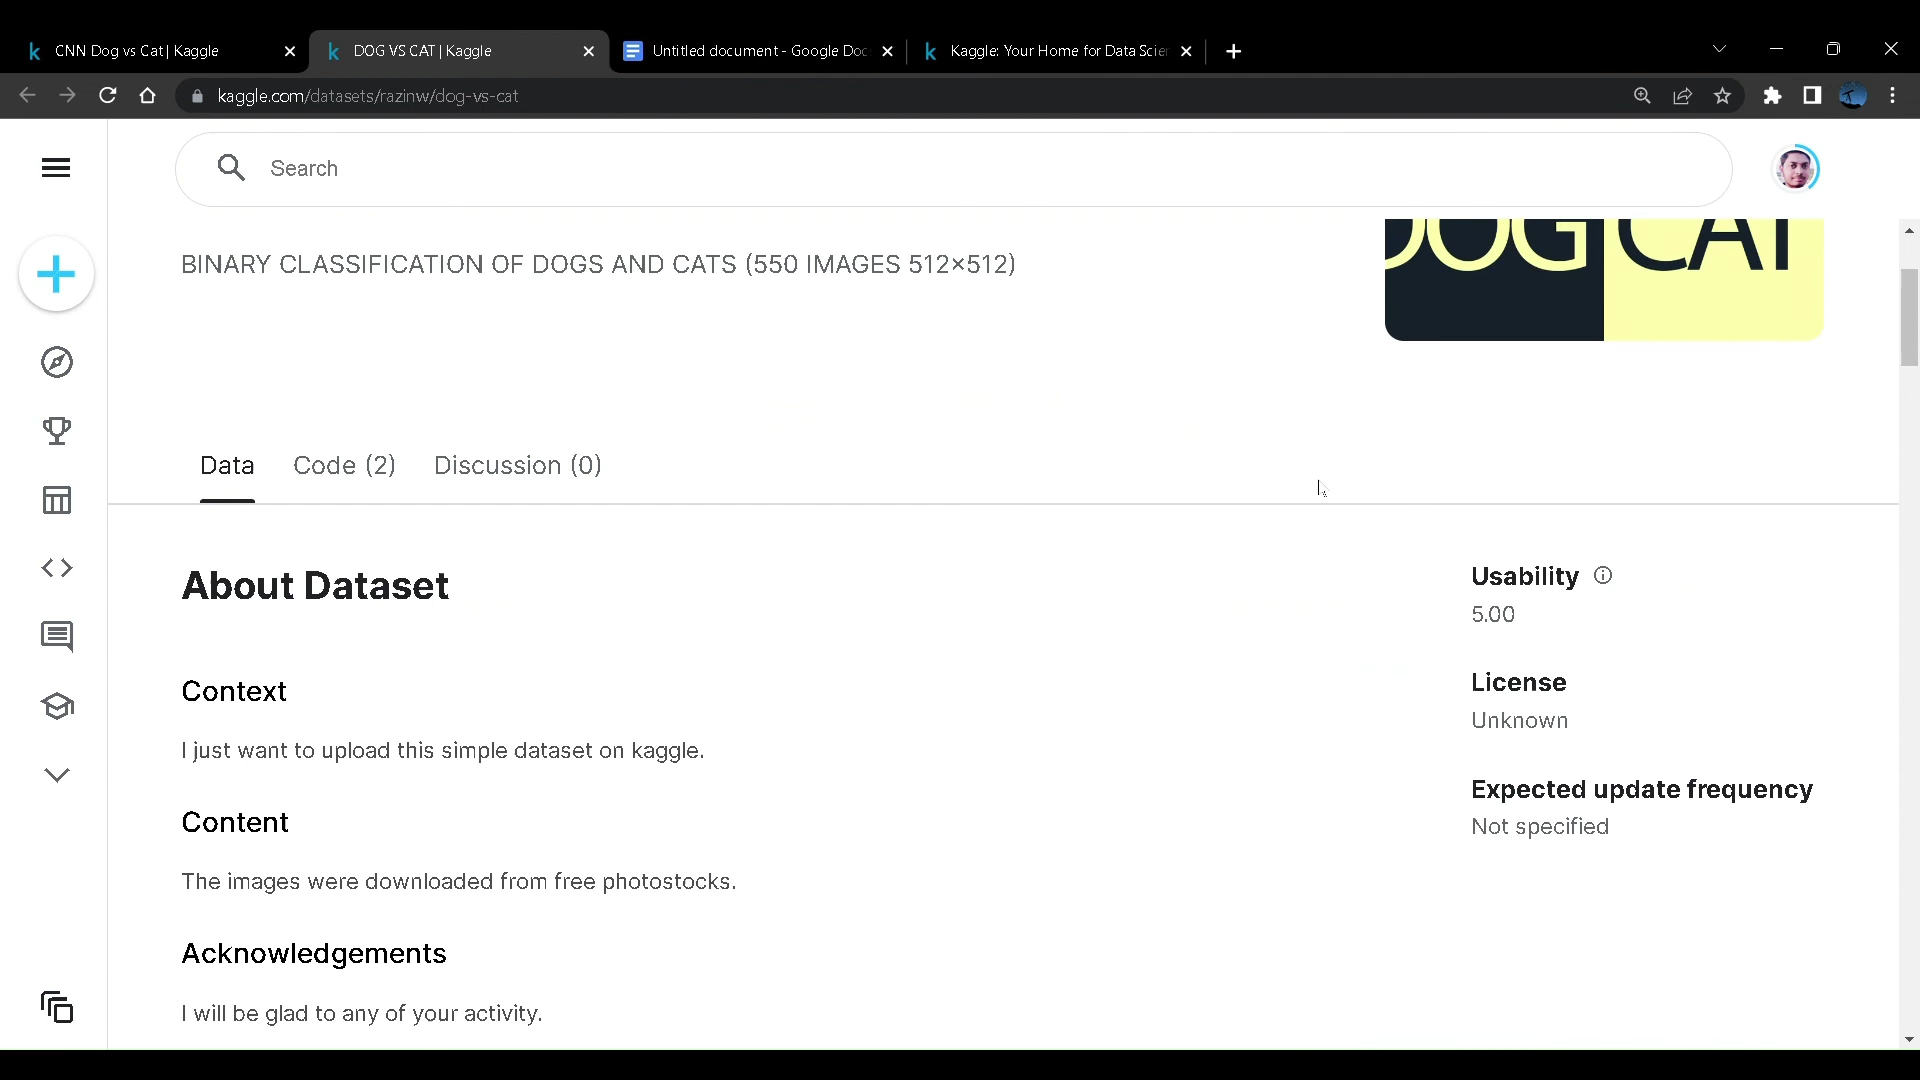 CNN Dog vs Cat | Kaggle
DOG VS CAT | Kaggle
Untitled document - Google Doc
Kaggle: Your Home for Data Scien
kaggle.com/datasets/razinw/dog-vs-cat
Search
BINARY CLASSIFICATION OF DOGS AND CATS (550 IMAGES 512×512)
DOG CAT
Data Code (2) Discussion (0)
About Dataset
Usability
5.00
License
Unknown
Context
I just want to upload this simple dataset on kaggle.
Expected update frequency
Not specified
Content
The images were downloaded from free photostocks.
Acknowledgements
I will be glad to any of your activity.